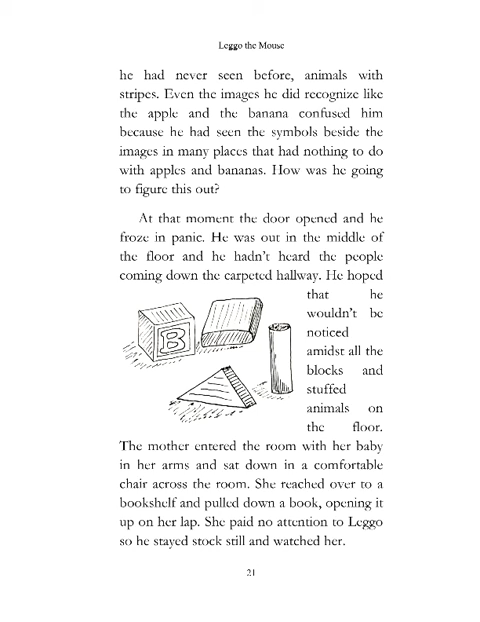 Leggo the Mouse
he had never seen before, animals with
stripes. Even the images he did recognize like
the apple and the banana confused him
because he had seen the symbols beside the
images in many places that had nothing to do
with apples and bananas. How was he going
to figure this out?
At that moment the door opened and he
froze in panic. He was out in the middle of
the floor and he hadn't heard the people
coming down the carpeted hallway. He hoped
that he
wouldn't be
noticed
amidst all the
blocks and
stuffed
animals on
the floor.
B
The mother entered the room with her baby
in her arms and sat down in a comfortable
chair across the room. She reached over to a
bookshelf and pulled down a book, opening it
up on her lap. She paid no attention to Leggo
so he stayed stock still and watched her.
21